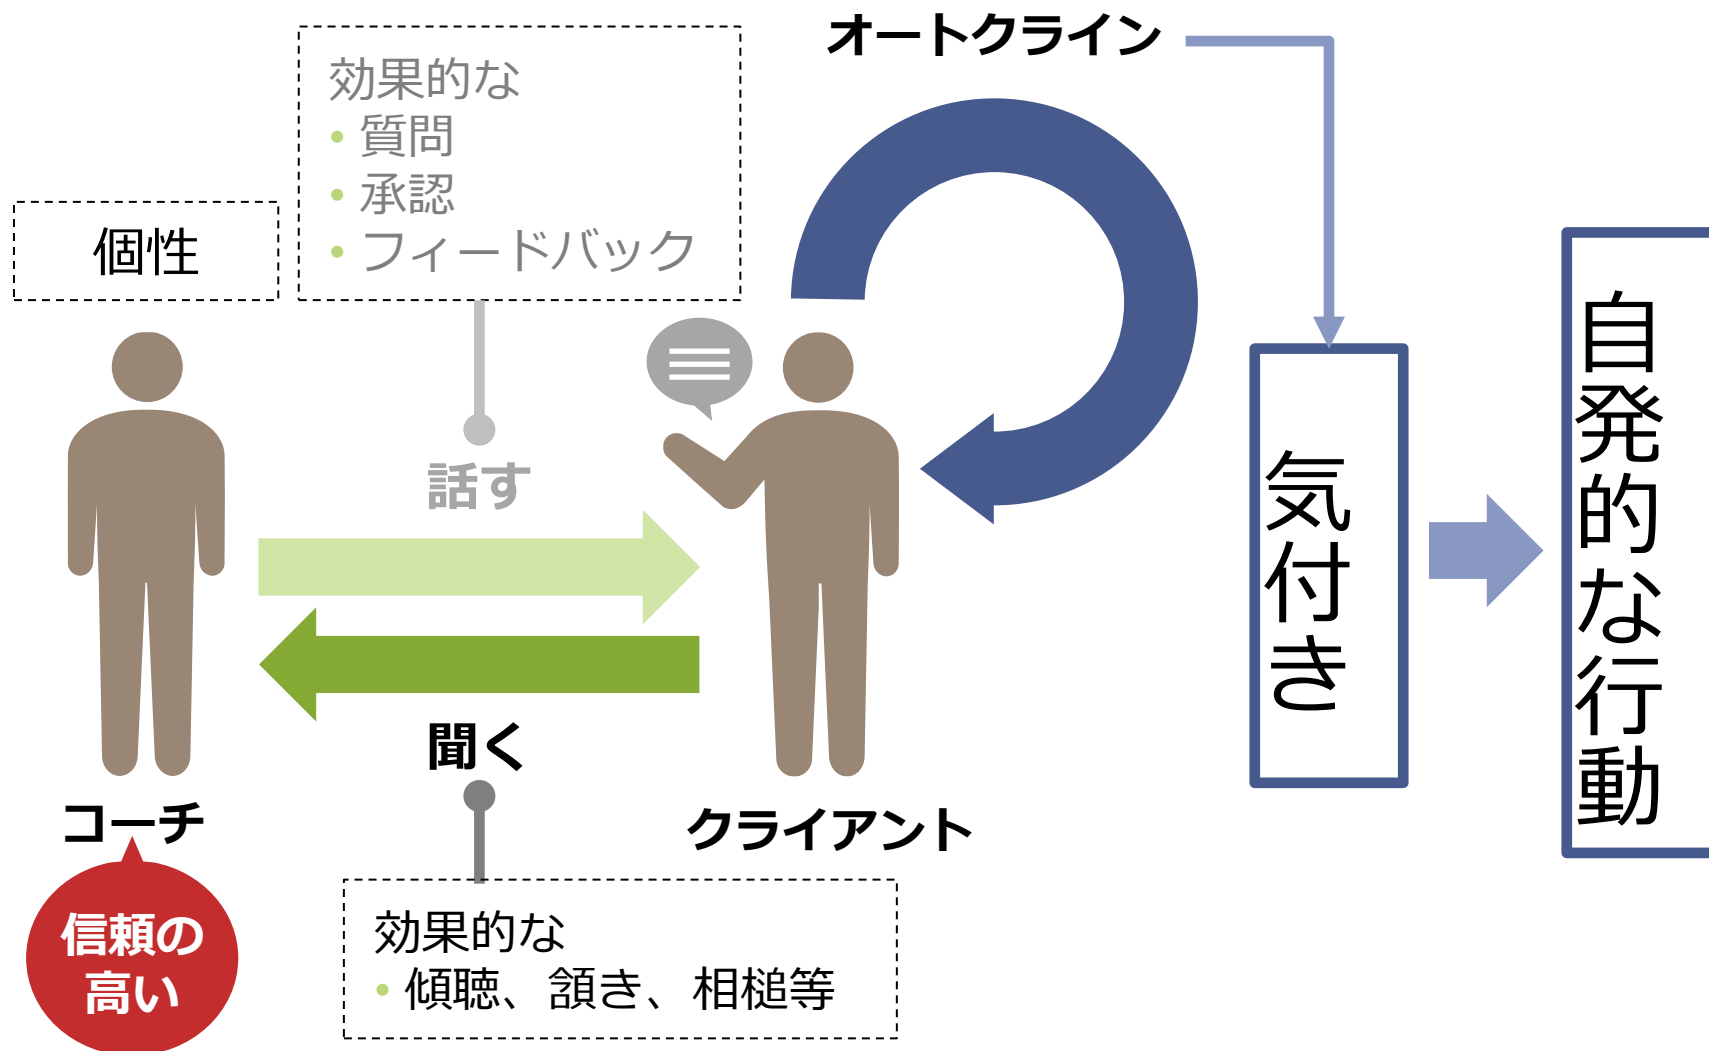 オートクライン
効果的な
• 質問
• 承認
• フィードバック
個性
話す
聞く
コーチ
クライアント
信頼の
高い
効果的な
• 傾聴、頷き、相槌等
気付き
自発的な行動